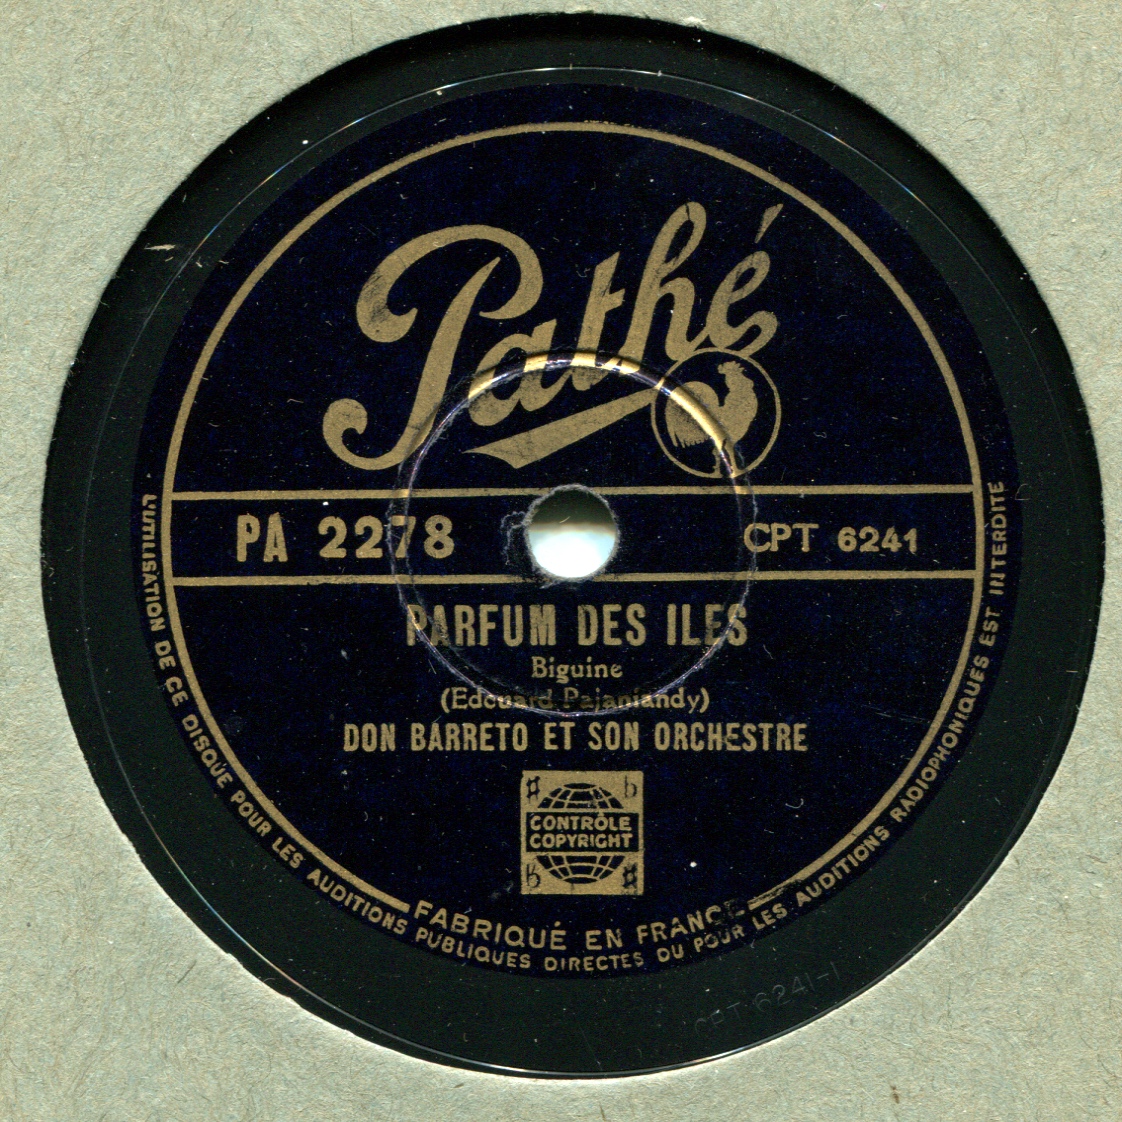 Pathé
PA 2278
CPT 6241
PARFUM DES ILES
Biguine
(Edouard Pajaniandy)
DON BARRETO ET SON ORCHESTRE
CONTRÔLE
COPYRIGHT
FABRIQUÉ EN FRANCE
L'UTILISATION DE CE DISQUE POUR LES AUDITIONS PUBLIQUES DIRECTES OU POUR LES AUDITIONS RADIOPHONIQUES EST INTERDITE
CPT 6241-1